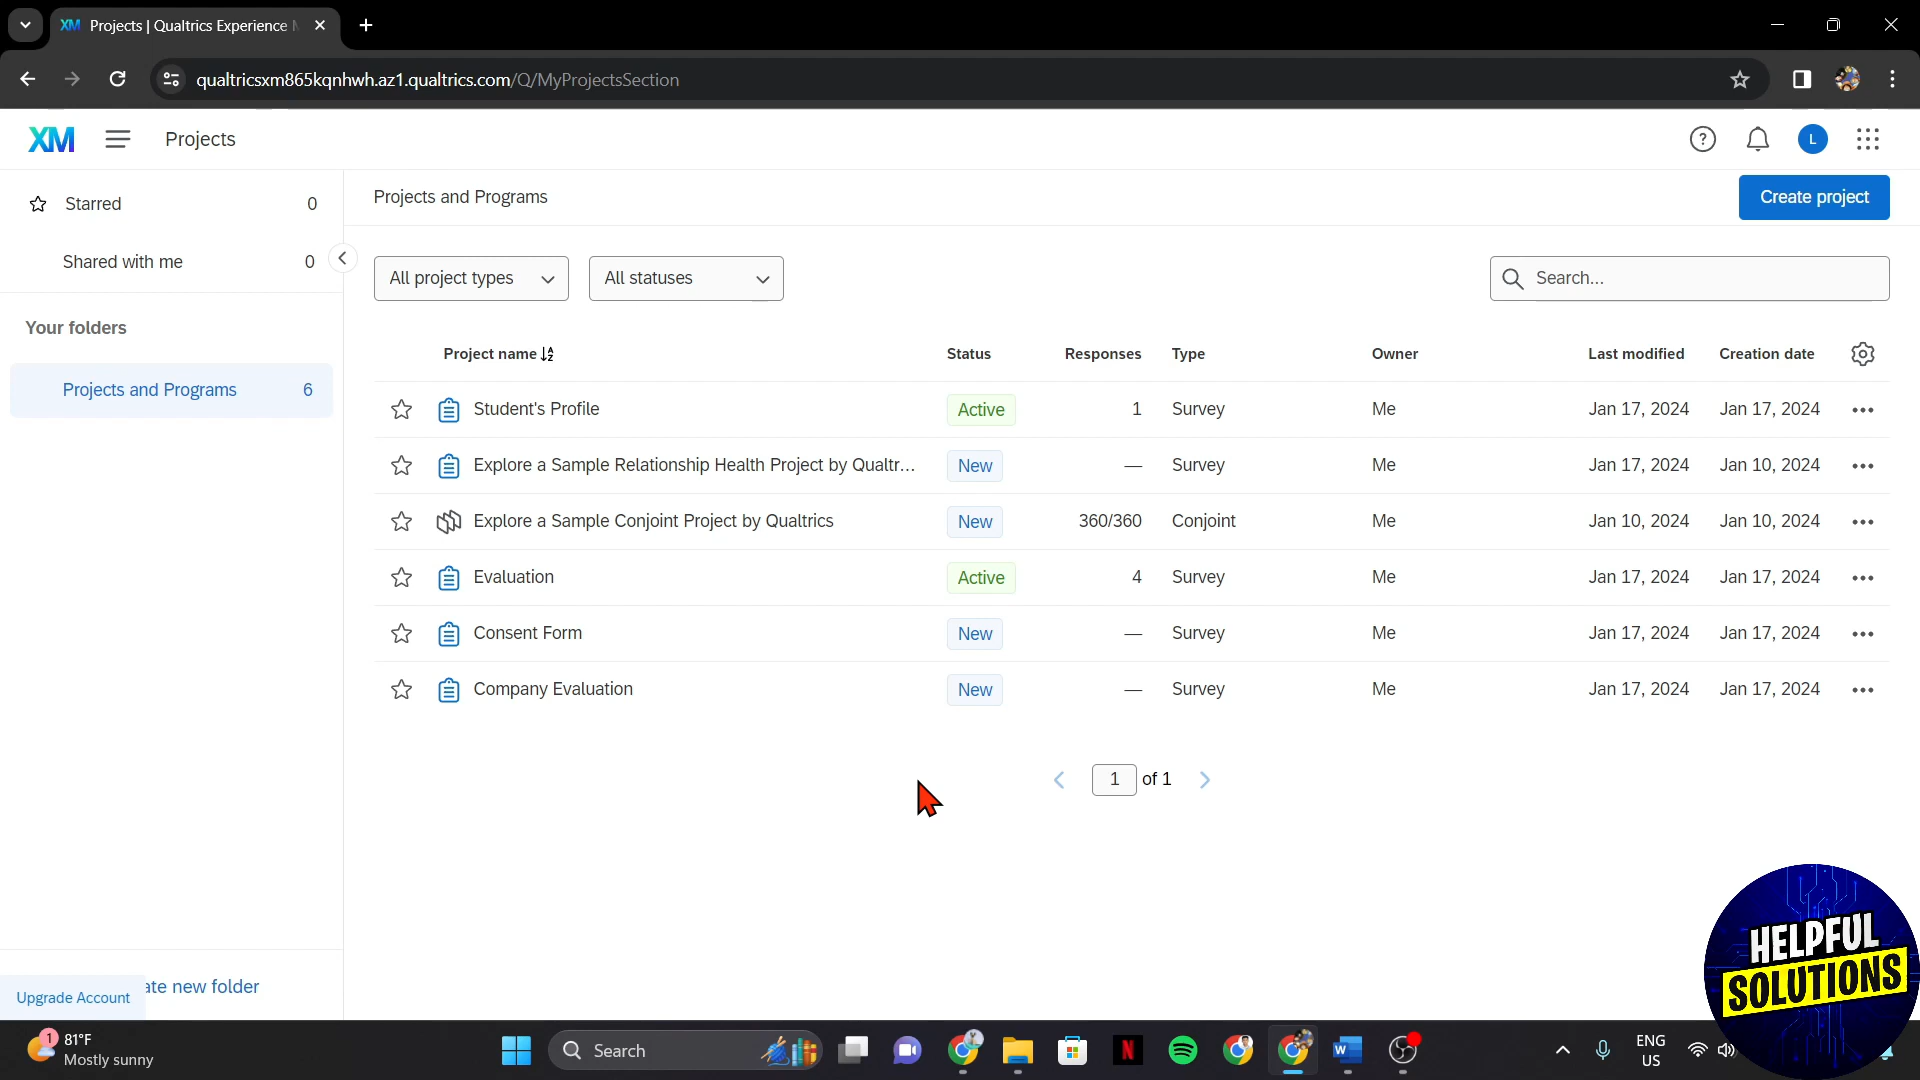 XM Projects | Qualtrics Experience
qualtricsxm865kqnhwh.az1.qualtrics.com/Q/MyProjectsSection
XM Projects ? L
Starred 0
Projects and Programs Create project
Shared with me 0
All project types All statuses Search...
Your folders
Projects and Programs 6
Project name Status Responses Type Owner Last modified Creation date
Student's Profile Active 1 Survey Me Jan 17, 2024 Jan 17, 2024
Explore a Sample Relationship Health Project by Qualtr... New — Survey Me Jan 17, 2024 Jan 10, 2024
Explore a Sample Conjoint Project by Qualtrics New 360/360 Conjoint Me Jan 10, 2024 Jan 10, 2024
Evaluation Active 4 Survey Me Jan 17, 2024 Jan 17, 2024
Consent Form New — Survey Me Jan 17, 2024 Jan 17, 2024
Company Evaluation New — Survey Me Jan 17, 2024 Jan 17, 2024
1 of 1
ate new folder
Upgrade Account
HELPFUL
SOLUTIONS
1 81°F
Mostly sunny
Search
N
W
ENG
US